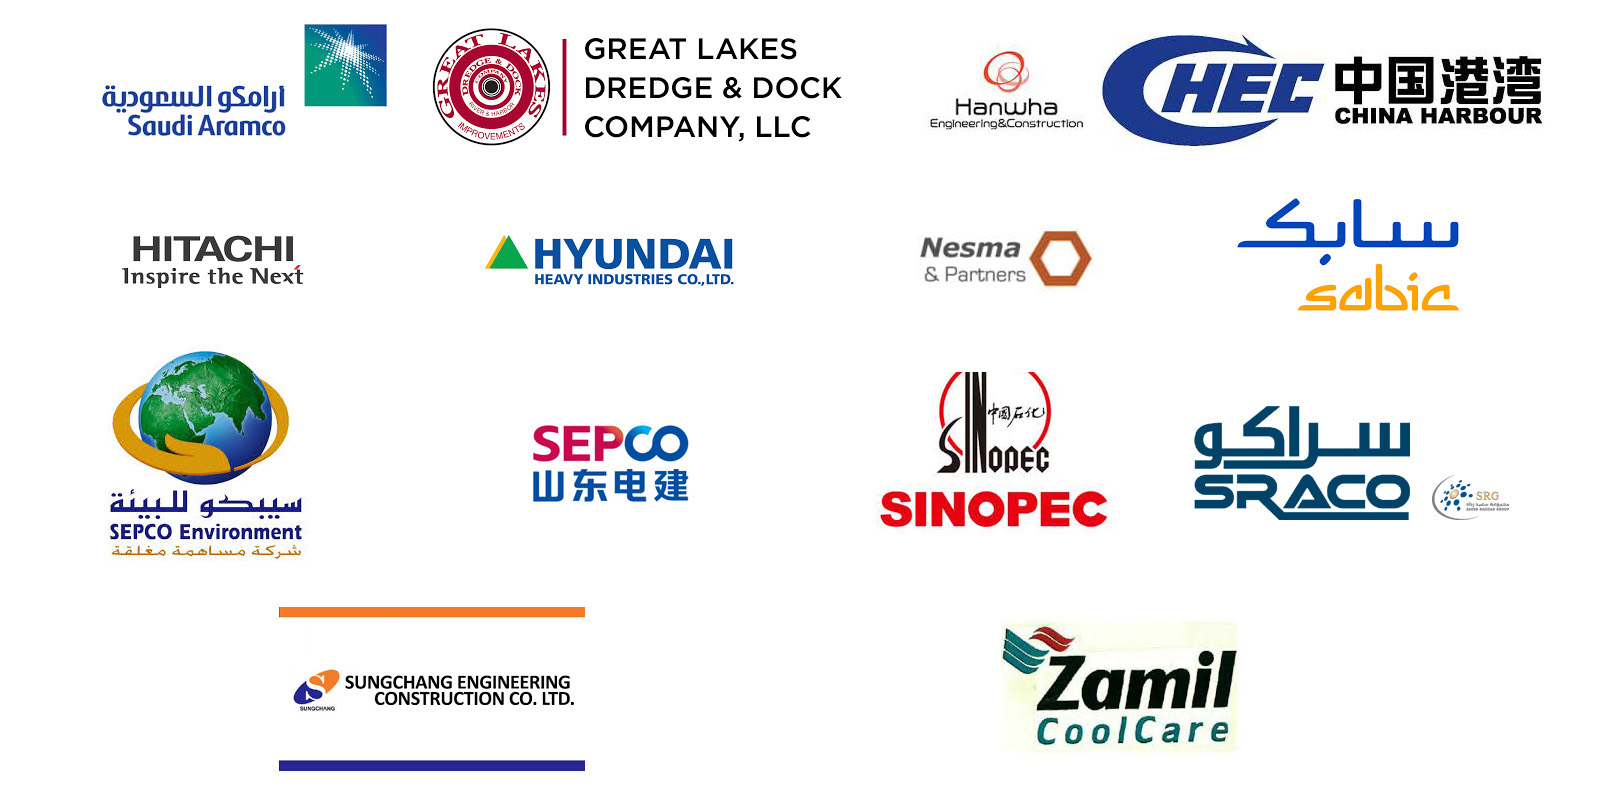 أرامكو السعودية
Saudi Aramco
GREAT LAKES
DREDGE & DOCK
COMPANY
RIVER & HARBOR
IMPROVEMENTS
GREAT LAKES
DREDGE & DOCK
COMPANY, LLC
Hanwha
Engineering&Construction
CHEC
中国港湾
CHINA HARBOUR
HITACHI
Inspire the Next
HYUNDAI
HEAVY INDUSTRIES CO.,LTD.
Nesma
& Partners
سابك
sabic
سيبكو للبيئة
SEPCO Environment
شركة مساهمة مغلقة
SEPCO
山东电建
中国石化
SINOPEC
SINOPEC
سراكو
SRACO
SRG
SUNGCHANG
SUNGCHANG ENGINEERING
CONSTRUCTION CO. LTD.
Zamil
CoolCare